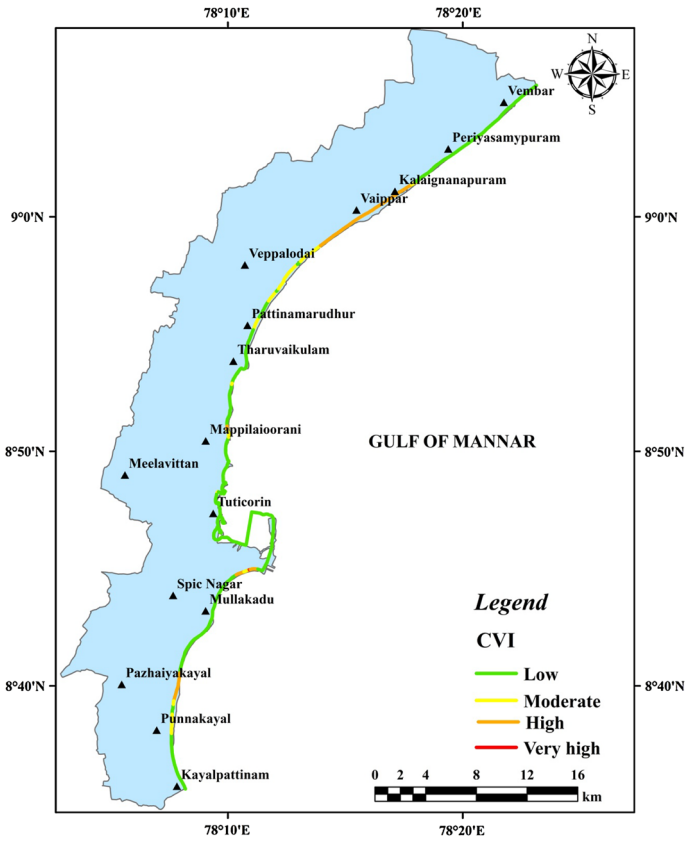 78°10'E 78°20'E
N
W E
S
Vembar
Periyasamypuram
Kalaignanapuram
Vaippar
9°0'N 9°0'N
Veppalodai
Pattinamarudhur
Tharuvaikulam
Mappilaioorani
GULF OF MANNAR
8°50'N 8°50'N
Meelavittan
Tuticorin
Spic Nagar
Mullakadu
Legend
CVI
Low
Moderate
High
Very high
Pazhaiyakayal
8°40'N 8°40'N
Punnakayal
Kayalpattinam
0 2 4 8 12 16
km
78°10'E 78°20'E